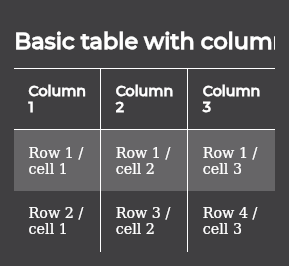 Basic table with colum
Column 1
Column 2
Column 3
Row 1 / cell 1
Row 1 / cell 2
Row 1 / cell 3
Row 2 / cell 1
Row 3 / cell 2
Row 4 / cell 3